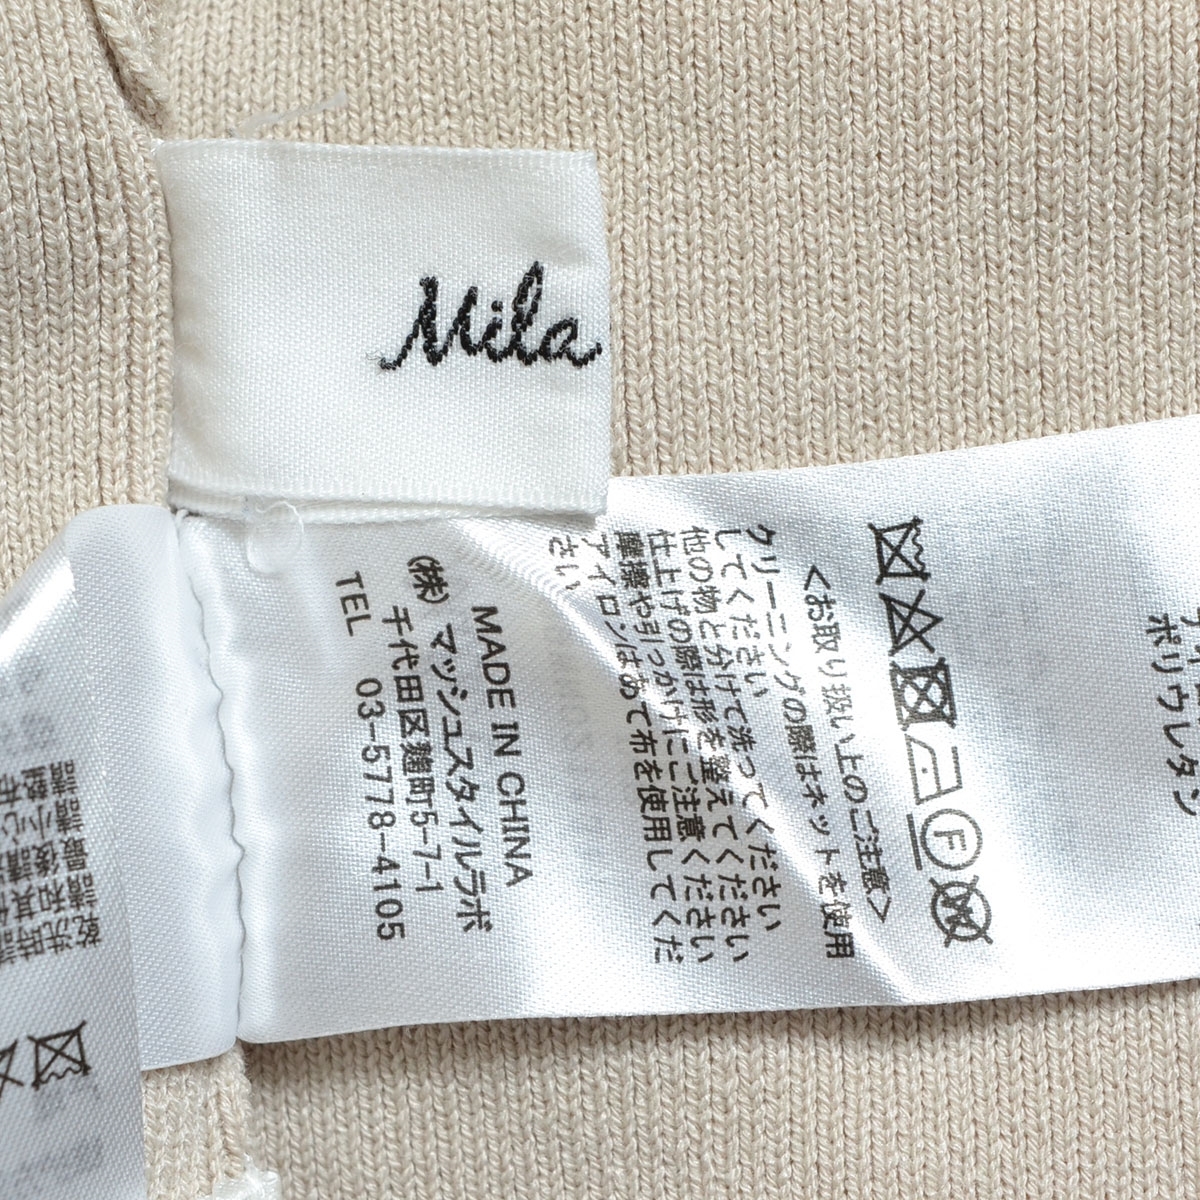 Mila
ポリウレタン
<お取り扱い上のご注意>
クリーニングの際はネットを使用
してください
他の物と分けて洗ってください
仕上げの際は形を整えてください
摩擦や引っかけにご注意ください
アイロンはあて布を使用してくだ
さい
MADE IN CHINA
(株)マッシュスタイルラボ
千代田区麹町5-7-1
TEL 03-5778-4105
F
W